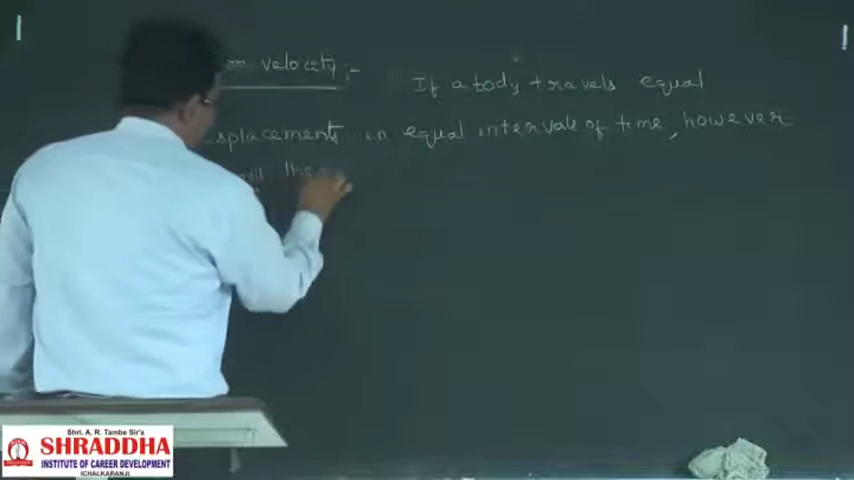 velocity :- If a body travels equal
splacement in equal intervals of time, however
the
Shri. A. R. Tambe Sir's
SHRADDHA
INSTITUTE OF CAREER DEVELOPMENT
ICHALKARANJI